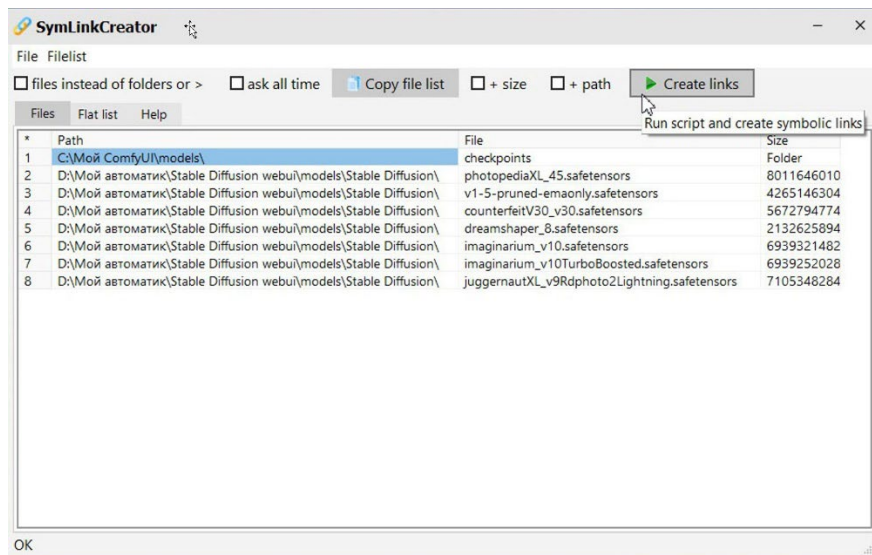 SymLinkCreator
File Filelist
files instead of folders or > ask all time Copy file list + size + path Create links
Files Flat list Help
Run script and create symbolic links
* Path File Size
1 C:\Мой ComfyUI\models\ checkpoints Folder
2 D:\Мой автоматик\Stable Diffusion webui\models\Stable Diffusion\ photopediaXL_45.safetensors 8011646010
3 D:\Мой автоматик\Stable Diffusion webui\models\Stable Diffusion\ v1-5-pruned-emaonly.safetensors 4265146304
4 D:\Мой автоматик\Stable Diffusion webui\models\Stable Diffusion\ counterfeitV30_v30.safetensors 5672794774
5 D:\Мой автоматик\Stable Diffusion webui\models\Stable Diffusion\ dreamshaper_8.safetensors 2132625894
6 D:\Мой автоматик\Stable Diffusion webui\models\Stable Diffusion\ imaginarium_v10.safetensors 6939321482
7 D:\Мой автоматик\Stable Diffusion webui\models\Stable Diffusion\ imaginarium_v10TurboBoosted.safetensors 6939252028
8 D:\Мой автоматик\Stable Diffusion webui\models\Stable Diffusion\ juggernautXL_v9Rdphoto2Lightning.safetensors 7105348284
OK